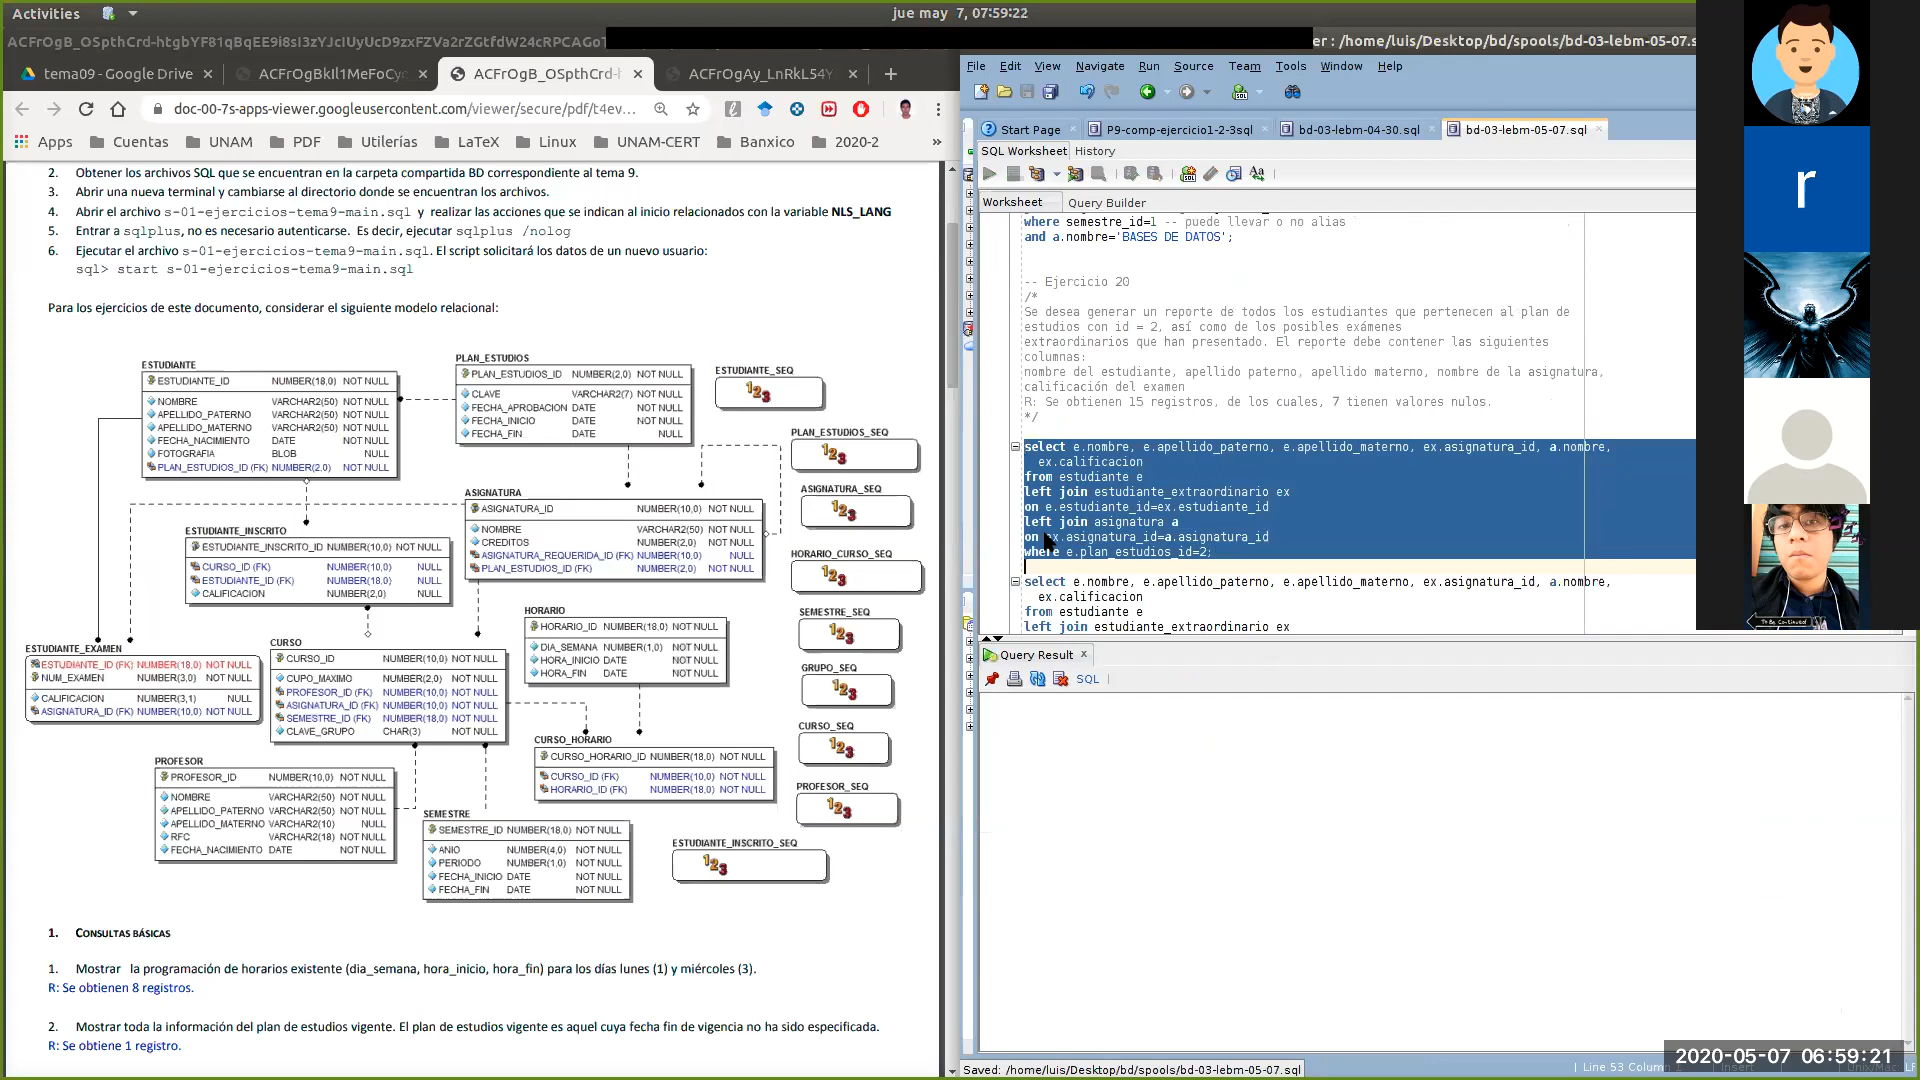 Activities
jue may 7, 07:59:22
er : /home/luis/Desktop/bd/spools/bd-03-lebm-05-07.s
tema09 - Google Drive
ACFrOgBkIl1MeFoCy
ACFrOgB_OSpthCrd-
ACFrOgAy_LnRkL54Y
doc-00-7s-apps-viewer.googleusercontent.com/viewer/secure/pdf/t4ev...
Apps Cuentas UNAM PDF Utilerías LaTeX Linux UNAM-CERT Banxico 2020-2 »
2. Obtener los archivos SQL que se encuentran en la carpeta compartida BD correspondiente al tema 9.
3. Abrir una nueva terminal y cambiarse al directorio donde se encuentran los archivos.
4. Abrir el archivo s-01-ejercicios-tema9-main.sql y realizar las acciones que se indican al inicio relacionados con la variable NLS_LANG
5. Entrar a sqlplus, no es necesario autenticarse. Es decir, ejecutar sqlplus /nolog
6. Ejecutar el archivo s-01-ejercicios-tema9-main.sql. El script solicitará los datos de un nuevo usuario:
sql> start s-01-ejercicios-tema9-main.sql
Para los ejercicios de este documento, considerar el siguiente modelo relacional:
ESTUDIANTE
ESTUDIANTE_ID NUMBER(18,0) NOT NULL
NOMBRE VARCHAR2(50) NOT NULL
APELLIDO_PATERNO VARCHAR2(50) NOT NULL
APELLIDO_MATERNO VARCHAR2(50) NOT NULL
FECHA_NACIMIENTO DATE NOT NULL
FOTOGRAFIA BLOB NULL
PLAN_ESTUDIOS_ID (FK) NUMBER(2,0) NOT NULL
PLAN_ESTUDIOS
PLAN_ESTUDIOS_ID NUMBER(2,0) NOT NULL
CLAVE VARCHAR2(7) NOT NULL
FECHA_APROBACION DATE NOT NULL
FECHA_INICIO DATE NOT NULL
FECHA_FIN DATE NULL
ESTUDIANTE_SEQ
PLAN_ESTUDIOS_SEQ
ASIGNATURA_SEQ
HORARIO_CURSO_SEQ
SEMESTRE_SEQ
GRUPO_SEQ
CURSO_SEQ
PROFESOR_SEQ
ESTUDIANTE_INSCRITO_SEQ
ASIGNATURA
ASIGNATURA_ID NUMBER(10,0) NOT NULL
NOMBRE VARCHAR2(50) NOT NULL
CREDITOS NUMBER(2,0) NOT NULL
ASIGNATURA_REQUERIDA_ID (FK) NUMBER(10,0) NULL
PLAN_ESTUDIOS_ID (FK) NUMBER(2,0) NOT NULL
ESTUDIANTE_INSCRITO
ESTUDIANTE_INSCRITO_ID NUMBER(10,0) NOT NULL
CURSO_ID (FK) NUMBER(10,0) NOT NULL
ESTUDIANTE_ID (FK) NUMBER(18,0) NOT NULL
CALIFICACION NUMBER(2,0) NOT NULL
HORARIO
HORARIO_ID NUMBER(18,0) NOT NULL
DIA_SEMANA NUMBER(1,0) NOT NULL
HORA_INICIO DATE NOT NULL
HORA_FIN DATE NOT NULL
ESTUDIANTE_EXAMEN
ESTUDIANTE_ID (FK) NUMBER(18,0) NOT NULL
NUM_EXAMEN NUMBER(3,0) NOT NULL
CALIFICACION NUMBER(3,1) NULL
ASIGNATURA_ID (FK) NUMBER(10,0) NOT NULL
CURSO
CURSO_ID NUMBER(10,0) NOT NULL
CUPO_MAXIMO NUMBER(2,0) NOT NULL
PROFESOR_ID (FK) NUMBER(10,0) NOT NULL
ASIGNATURA_ID (FK) NUMBER(10,0) NOT NULL
SEMESTRE_ID (FK) NUMBER(18,0) NOT NULL
CLAVE_GRUPO CHAR(3) NOT NULL
CURSO_HORARIO
CURSO_HORARIO_ID NUMBER(18,0) NOT NULL
CURSO_ID (FK) NUMBER(10,0) NOT NULL
HORARIO_ID (FK) NUMBER(18,0) NOT NULL
PROFESOR
PROFESOR_ID NUMBER(10,0) NOT NULL
NOMBRE VARCHAR2(50) NOT NULL
APELLIDO_PATERNO VARCHAR2(50) NOT NULL
APELLIDO_MATERNO VARCHAR2(10) NULL
RFC VARCHAR2(18) NOT NULL
FECHA_NACIMIENTO DATE NOT NULL
SEMESTRE
SEMESTRE_ID NUMBER(18,0) NOT NULL
ANIO NUMBER(4,0) NOT NULL
PERIODO NUMBER(1,0) NOT NULL
FECHA_INICIO DATE NOT NULL
FECHA_FIN DATE NOT NULL
1. CONSULTAS BÁSICAS
1. Mostrar la programación de horarios existente (dia_semana, hora_inicio, hora_fin) para los días lunes (1) y miércoles (3).
R: Se obtienen 8 registros.
2. Mostrar toda la información del plan de estudios vigente. El plan de estudios vigente es aquel cuya fecha fin de vigencia no ha sido especificada.
R: Se obtiene 1 registro.
File Edit View Navigate Run Source Team Tools Window Help
Start Page
P9-comp-ejercicio1-2-3sql
bd-03-lebm-04-30.sql
bd-03-lebm-05-07.sql
SQL Worksheet History
Worksheet Query Builder
where semestre_id=1 -- puede llevar o no alias
and a.nombre='BASES DE DATOS';
-- Ejercicio 20
/*
Se desea generar un reporte de todos los estudiantes que pertenecen al plan de
estudios con id = 2, así como de los posibles exámenes
extraordinarios que han presentado. El reporte debe contener las siguientes
columnas:
nombre del estudiante, apellido paterno, apellido materno, nombre de la asignatura,
calificación del examen
R: Se obtienen 15 registros, de los cuales, 7 tienen valores nulos.
*/
select e.nombre, e.apellido_paterno, e.apellido_materno, ex.asignatura_id, a.nombre,
ex.calificacion
from estudiante e
left join estudiante_extraordinario ex
on e.estudiante_id=ex.estudiante_id
left join asignatura a
on ex.asignatura_id=a.asignatura_id
where e.plan_estudios_id=2;
select e.nombre, e.apellido_paterno, e.apellido_materno, ex.asignatura_id, a.nombre,
ex.calificacion
from estudiante e
left join estudiante_extraordinario ex
Query Result
SQL
Saved: /home/luis/Desktop/bd/spools/bd-03-lebm-05-07.sql
Line 53 Column
Insert
2020-05-07 06:59:21
r
To Be Continued